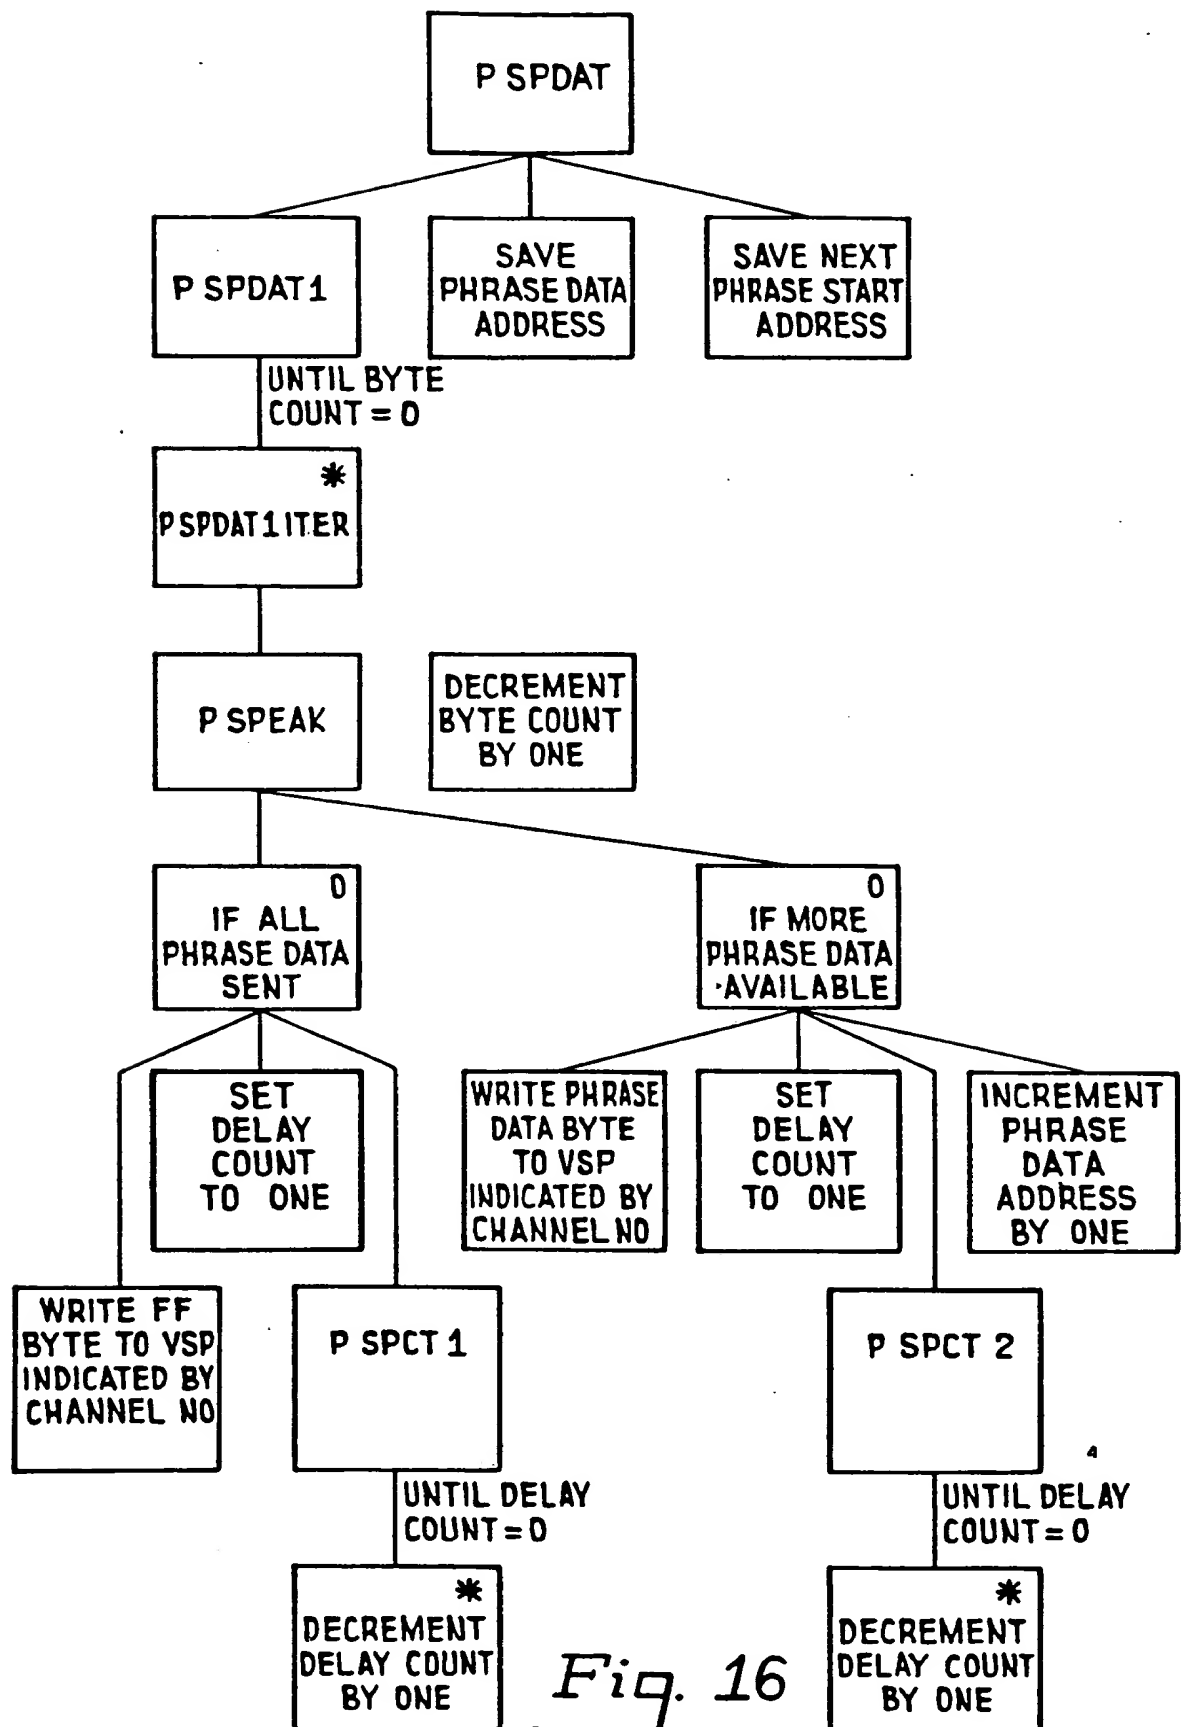 P SPDAT
P SPDAT1
SAVE
PHRASE DATA
ADDRESS
SAVE NEXT
PHRASE START
ADDRESS
UNTIL BYTE
COUNT = 0
*
P SPDAT1 ITER
P SPEAK
DECREMENT
BYTE COUNT
BY ONE
0
IF ALL
PHRASE DATA
SENT
0
IF MORE
PHRASE DATA
AVAILABLE
SET
DELAY
COUNT
TO ONE
WRITE PHRASE
DATA BYTE
TO VSP
INDICATED BY
CHANNEL NO
SET
DELAY
COUNT
TO ONE
INCREMENT
PHRASE
DATA
ADDRESS
BY ONE
WRITE FF
BYTE TO VSP
INDICATED BY
CHANNEL NO
P SPCT 1
P SPCT 2
UNTIL DELAY
COUNT = 0
UNTIL DELAY
COUNT = 0
*
DECREMENT
DELAY COUNT
BY ONE
*
DECREMENT
DELAY COUNT
BY ONE
Fig. 16